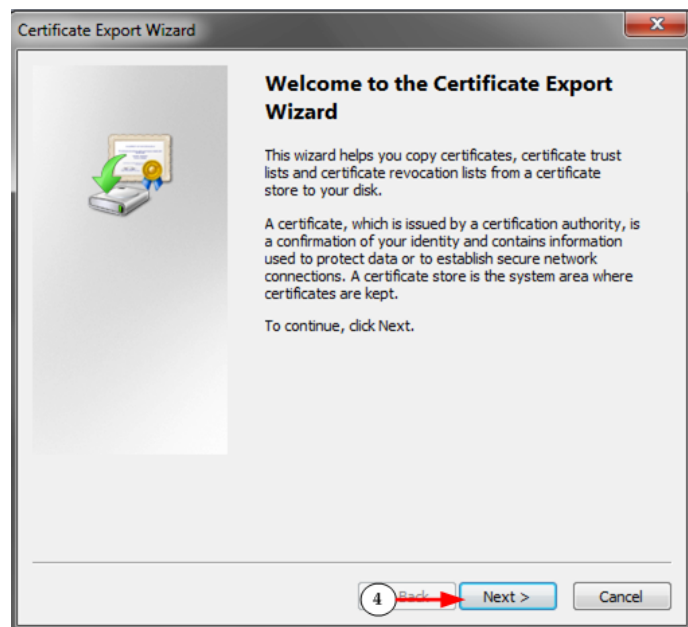 Certificate Export Wizard
Welcome to the Certificate Export
Wizard
This wizard helps you copy certificates, certificate trust
lists and certificate revocation lists from a certificate
store to your disk.
A certificate, which is issued by a certification authority, is
a confirmation of your identity and contains information
used to protect data or to establish secure network
connections. A certificate store is the system area where
certificates are kept.
To continue, click Next.
4 Back Next > Cancel